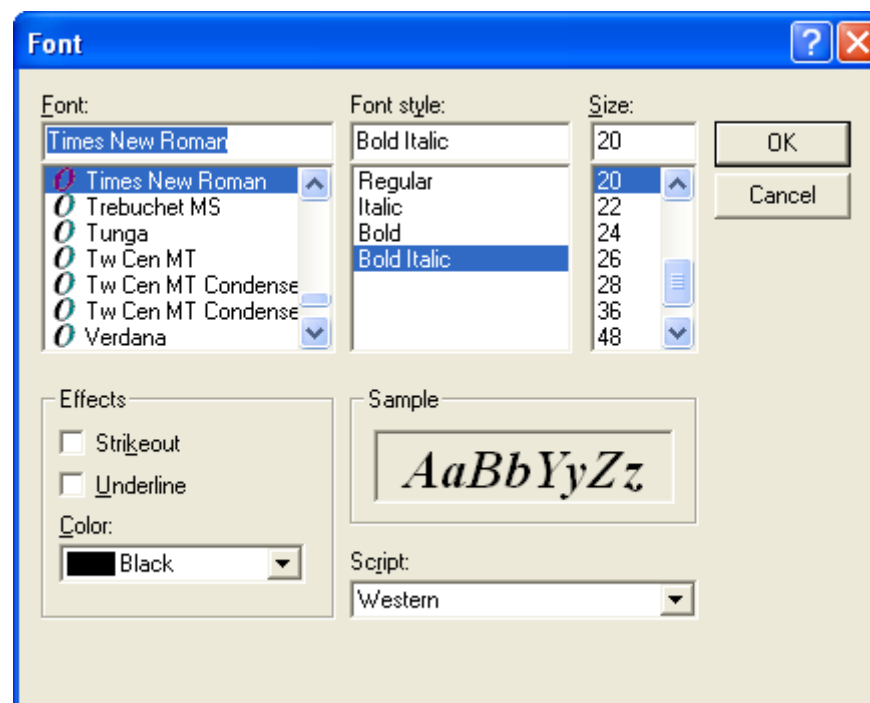 Font
Font: Font style: Size:
Times New Roman Bold Italic 20 OK
Times New Roman Regular 20 Cancel
Trebuchet MS Italic 22
Tunga Bold 24
Tw Cen MT Bold Italic 26
Tw Cen MT Condense 28
Tw Cen MT Condense 36
Verdana 48
Effects Sample
Strikeout
AaBbYyZz
Underline
Color:
Black
Script:
Western